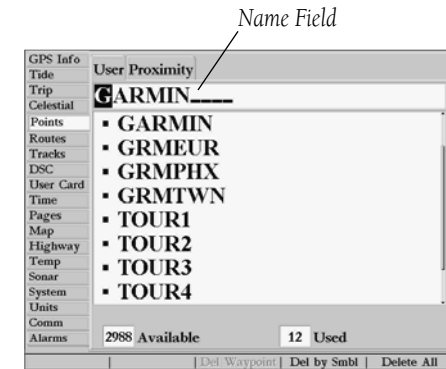 Name Field
GPS Info
Tide
Trip
Celestial
Points
Routes
Tracks
DSC
User Card
Time
Pages
Map
Highway
Temp
Sonar
System
Units
Comm
Alarms
User Proximity
GARMIN____
▪ GARMIN
▪ GRMEUR
▪ GRMPHX
▪ GRMTWN
▪ TOUR1
▪ TOUR2
▪ TOUR3
▪ TOUR4
2988 Available 12 Used
Del Waypoint | Del by Smbl | Delete All